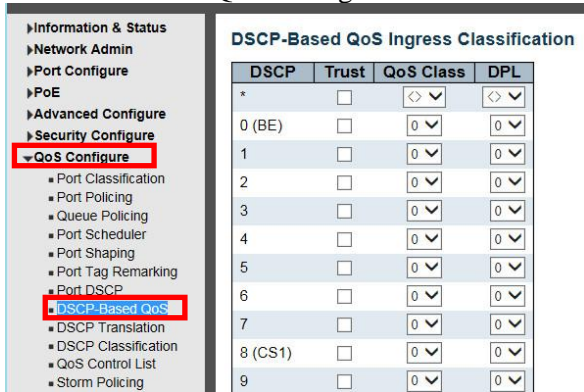 ▸Information & Status
▸Network Admin
▸Port Configure
▸PoE
▸Advanced Configure
▸Security Configure
▾QoS Configure
▪ Port Classification
▪ Port Policing
▪ Queue Policing
▪ Port Scheduler
▪ Port Shaping
▪ Port Tag Remarking
▪ Port DSCP
▪ DSCP-Based QoS
▪ DSCP Translation
▪ DSCP Classification
▪ QoS Control List
▪ Storm Policing
DSCP-Based QoS Ingress Classification
DSCP Trust QoS Class DPL
* <> <>
0 (BE) 0 0
1 0 0
2 0 0
3 0 0
4 0 0
5 0 0
6 0 0
7 0 0
8 (CS1) 0 0
9 0 0